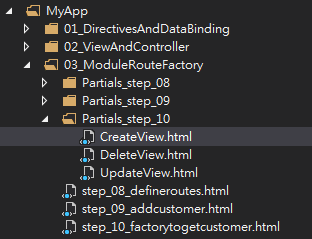 MyApp
01_DirectivesAndDataBinding
02_ViewAndController
03_ModuleRouteFactory
Partials_step_08
Partials_step_09
Partials_step_10
CreateView.html
DeleteView.html
UpdateView.html
step_08_defineroutes.html
step_09_addcustomer.html
step_10_factorytogetcustomer.html